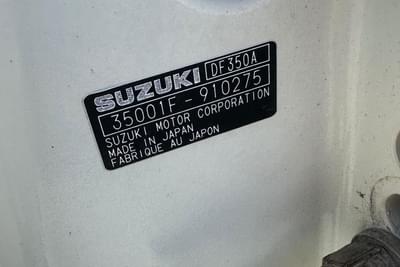 SUZUKI DF350A
35001F-910275
SUZUKI MOTOR CORPORATION
MADE IN JAPAN
FABRIQUE AU JAPON